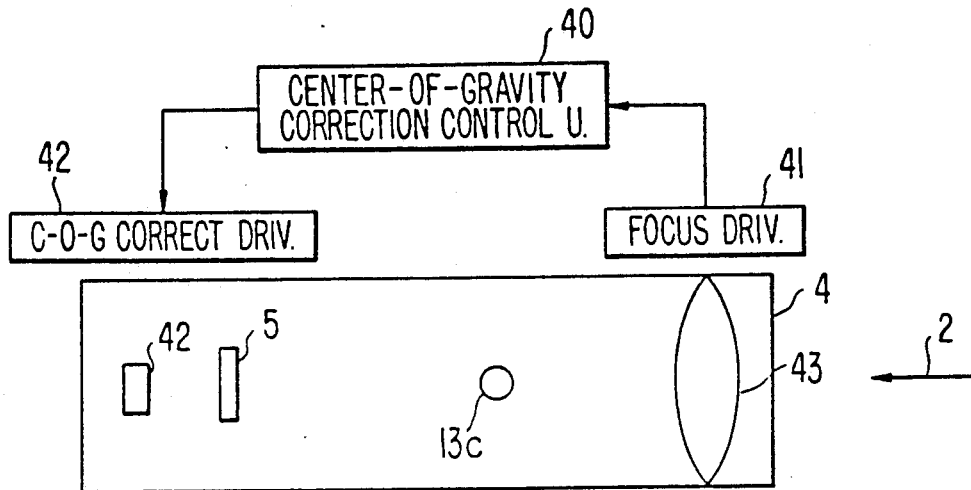 40
CENTER-OF-GRAVITY
CORRECTION CONTROL U.
42
41
C-O-G CORRECT DRIV.
FOCUS DRIV.
4
5
42
2
43
13c